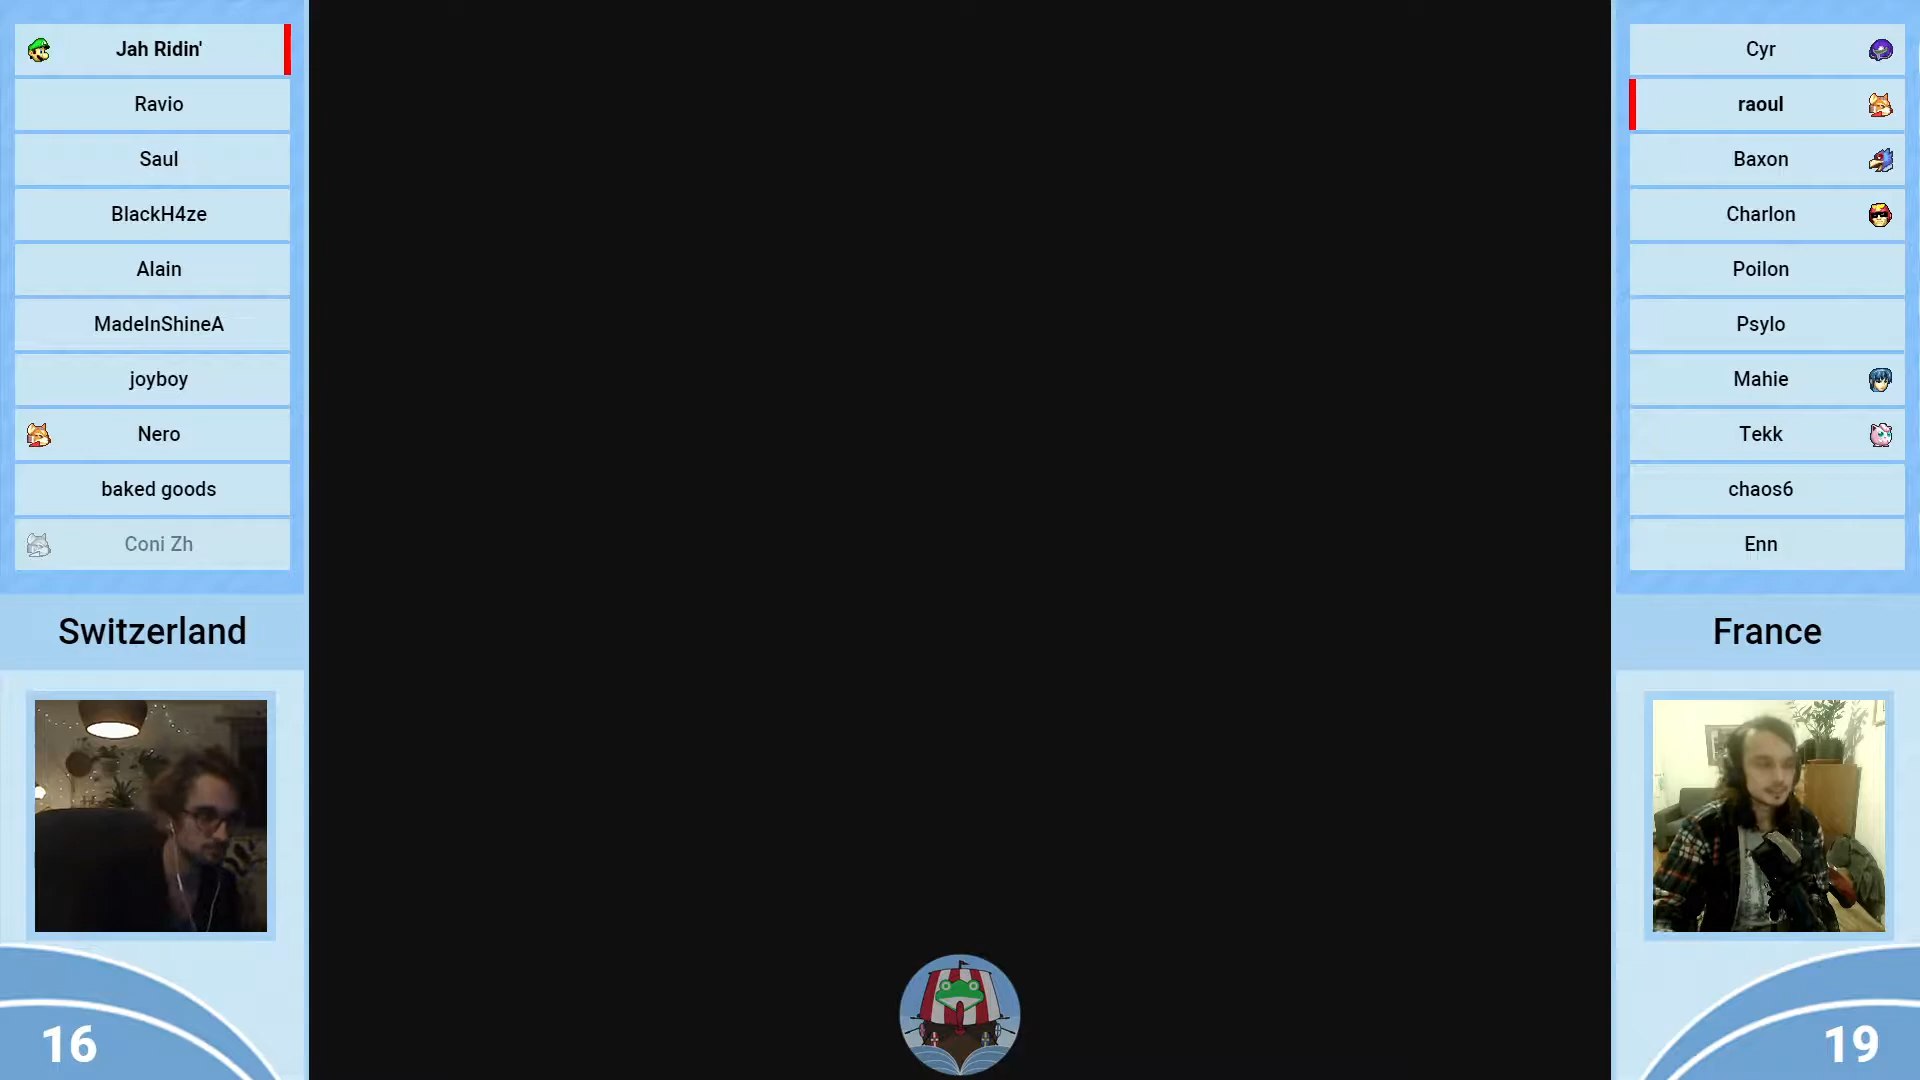 Jah Ridin'
Ravio
Saul
BlackH4ze
Alain
MadeInShineA
joyboy
Nero
baked goods
Coni Zh
Switzerland
16
Cyr
raoul
Baxon
Charlon
Poilon
Psylo
Mahie
Tekk
chaos6
Enn
France
19